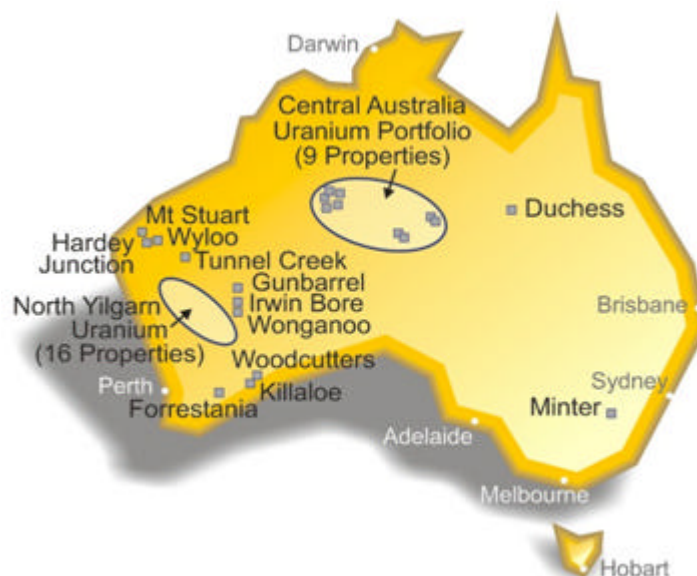 Darwin
Central Australia
Uranium Portfolio
(9 Properties)
Duchess
Mt Stuart
Hardey
Junction
Wyloo
Tunnel Creek
Gunbarrel
North Yilgarn
Uranium
(16 Properties)
Irwin Bore
Wonganoo
Brisbane
Woodcutters
Perth
Killaloe
Forrestania
Sydney
Minter
Adelaide
Melbourne
Hobart